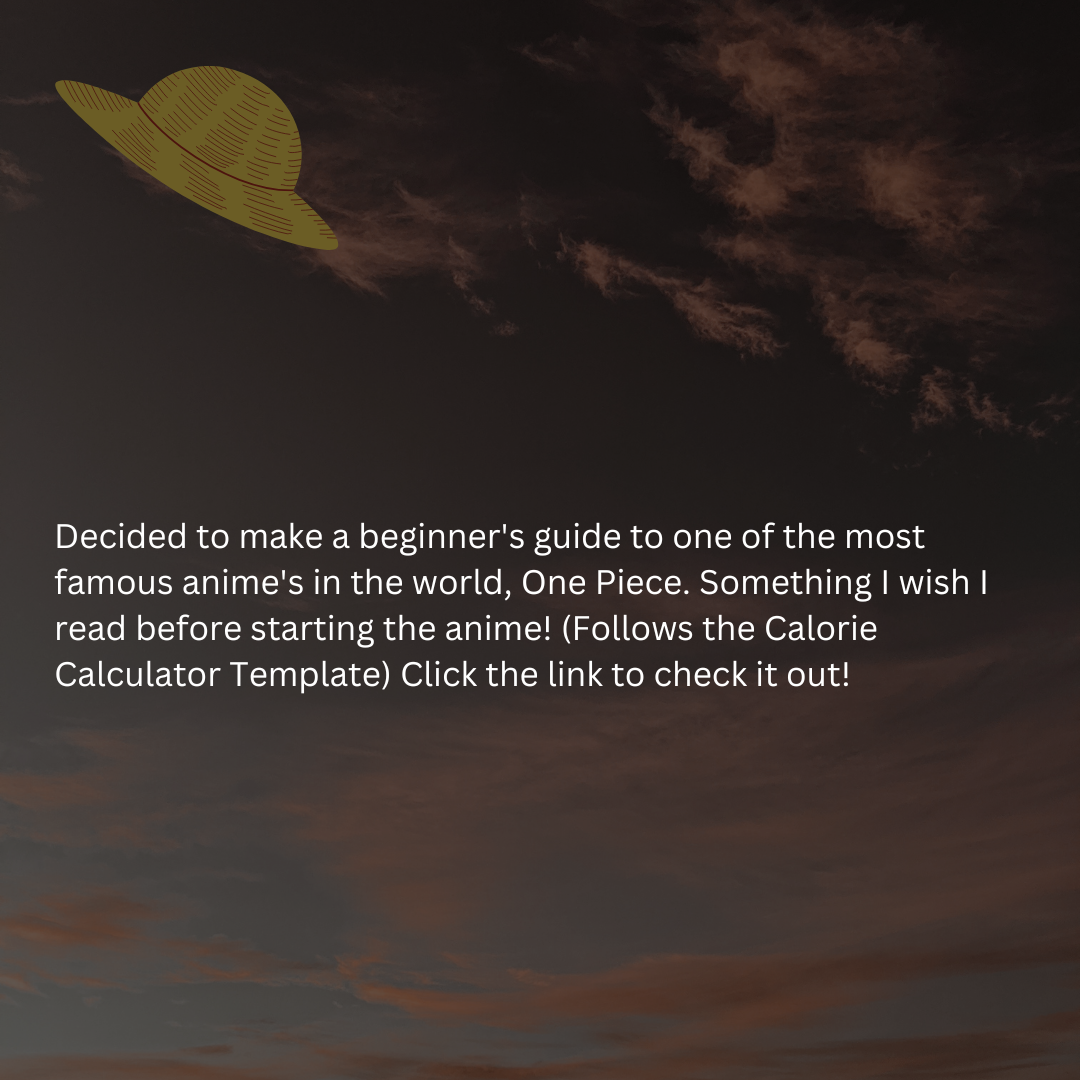 Decided to make a beginner's guide to one of the most
famous anime's in the world, One Piece. Something I wish I
read before starting the anime! (Follows the Calorie
Calculator Template) Click the link to check it out!